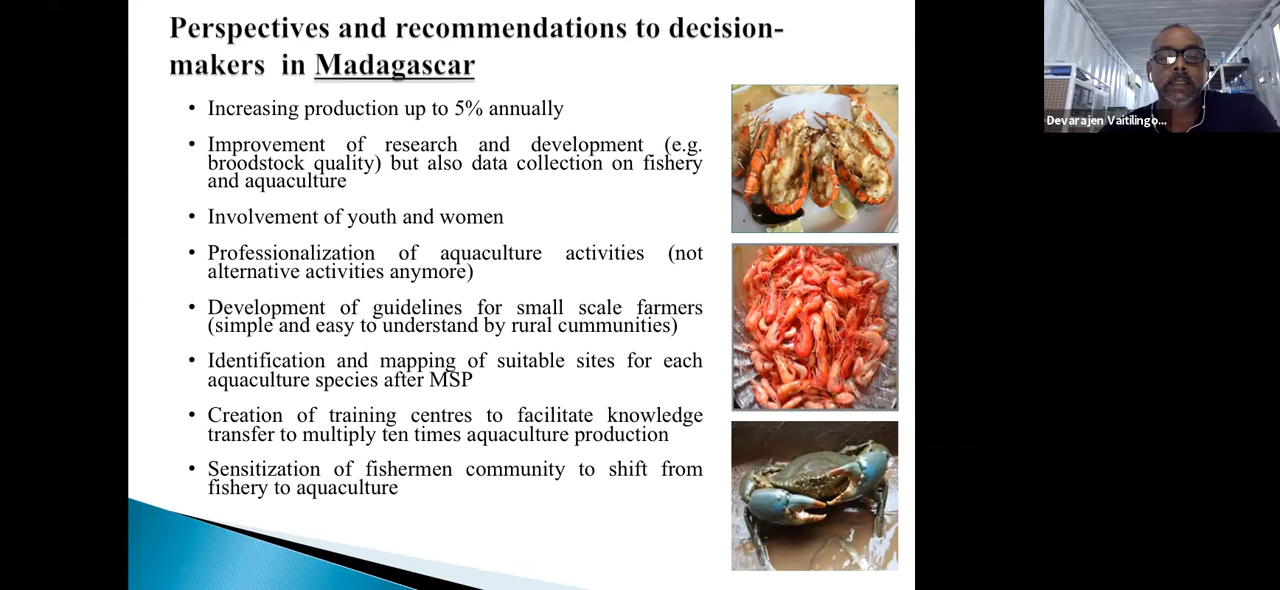 Perspectives and recommendations to decision-
makers in Madagascar
• Increasing production up to 5% annually
• Improvement of research and development (e.g.
broodstock quality) but also data collection on fishery
and aquaculture
• Involvement of youth and women
• Professionalization of aquaculture activities (not
alternative activities anymore)
• Development of guidelines for small scale farmers
(simple and easy to understand by rural cummunities)
• Identification and mapping of suitable sites for each
aquaculture species after MSP
• Creation of training centres to facilitate knowledge
transfer to multiply ten times aquaculture production
• Sensitization of fishermen community to shift from
fishery to aquaculture
Devarajen Vaitilingo...